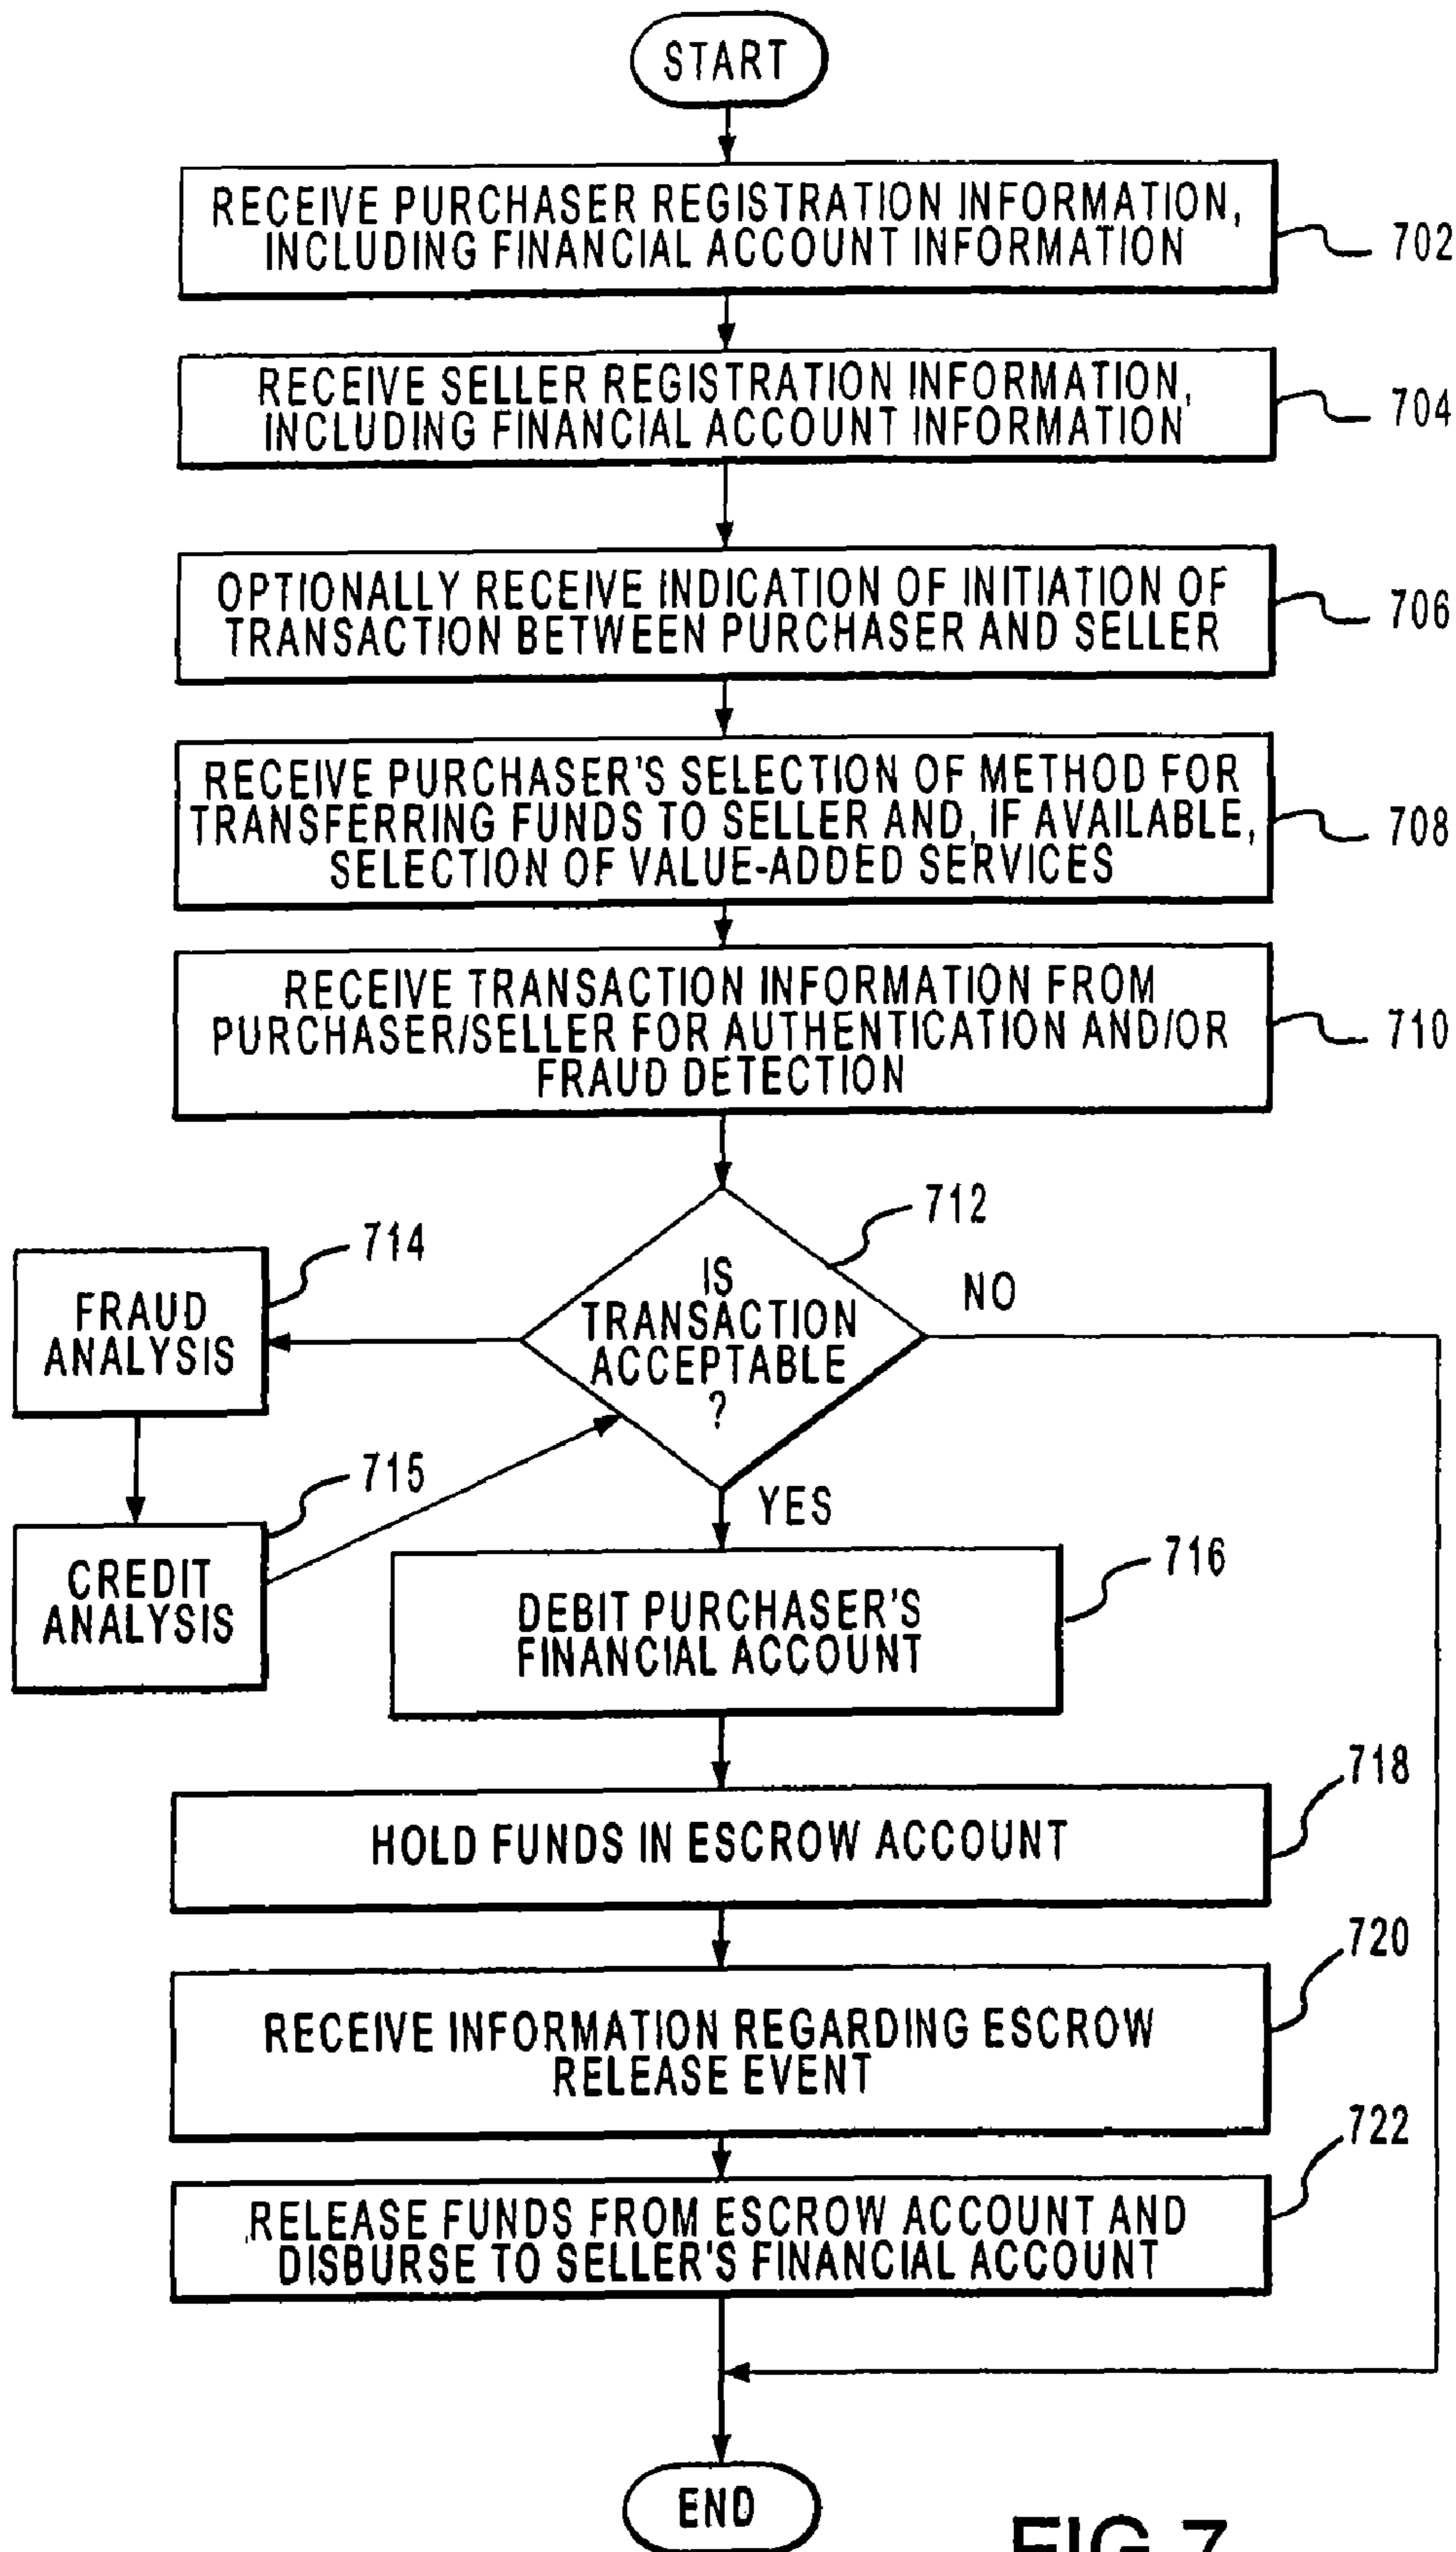 START
RECEIVE PURCHASER REGISTRATION INFORMATION,
INCLUDING FINANCIAL ACCOUNT INFORMATION
702
RECEIVE SELLER REGISTRATION INFORMATION,
INCLUDING FINANCIAL ACCOUNT INFORMATION
704
OPTIONALLY RECEIVE INDICATION OF INITIATION OF
TRANSACTION BETWEEN PURCHASER AND SELLER
706
RECEIVE PURCHASER'S SELECTION OF METHOD FOR
TRANSFERRING FUNDS TO SELLER AND, IF AVAILABLE,
SELECTION OF VALUE-ADDED SERVICES
708
RECEIVE TRANSACTION INFORMATION FROM
PURCHASER/SELLER FOR AUTHENTICATION AND/OR
FRAUD DETECTION
710
712
IS
TRANSACTION
ACCEPTABLE
?
NO
714
FRAUD
ANALYSIS
715
CREDIT
ANALYSIS
YES
716
DEBIT PURCHASER'S
FINANCIAL ACCOUNT
718
HOLD FUNDS IN ESCROW ACCOUNT
720
RECEIVE INFORMATION REGARDING ESCROW
RELEASE EVENT
722
RELEASE FUNDS FROM ESCROW ACCOUNT AND
DISBURSE TO SELLER'S FINANCIAL ACCOUNT
END
FIG.7